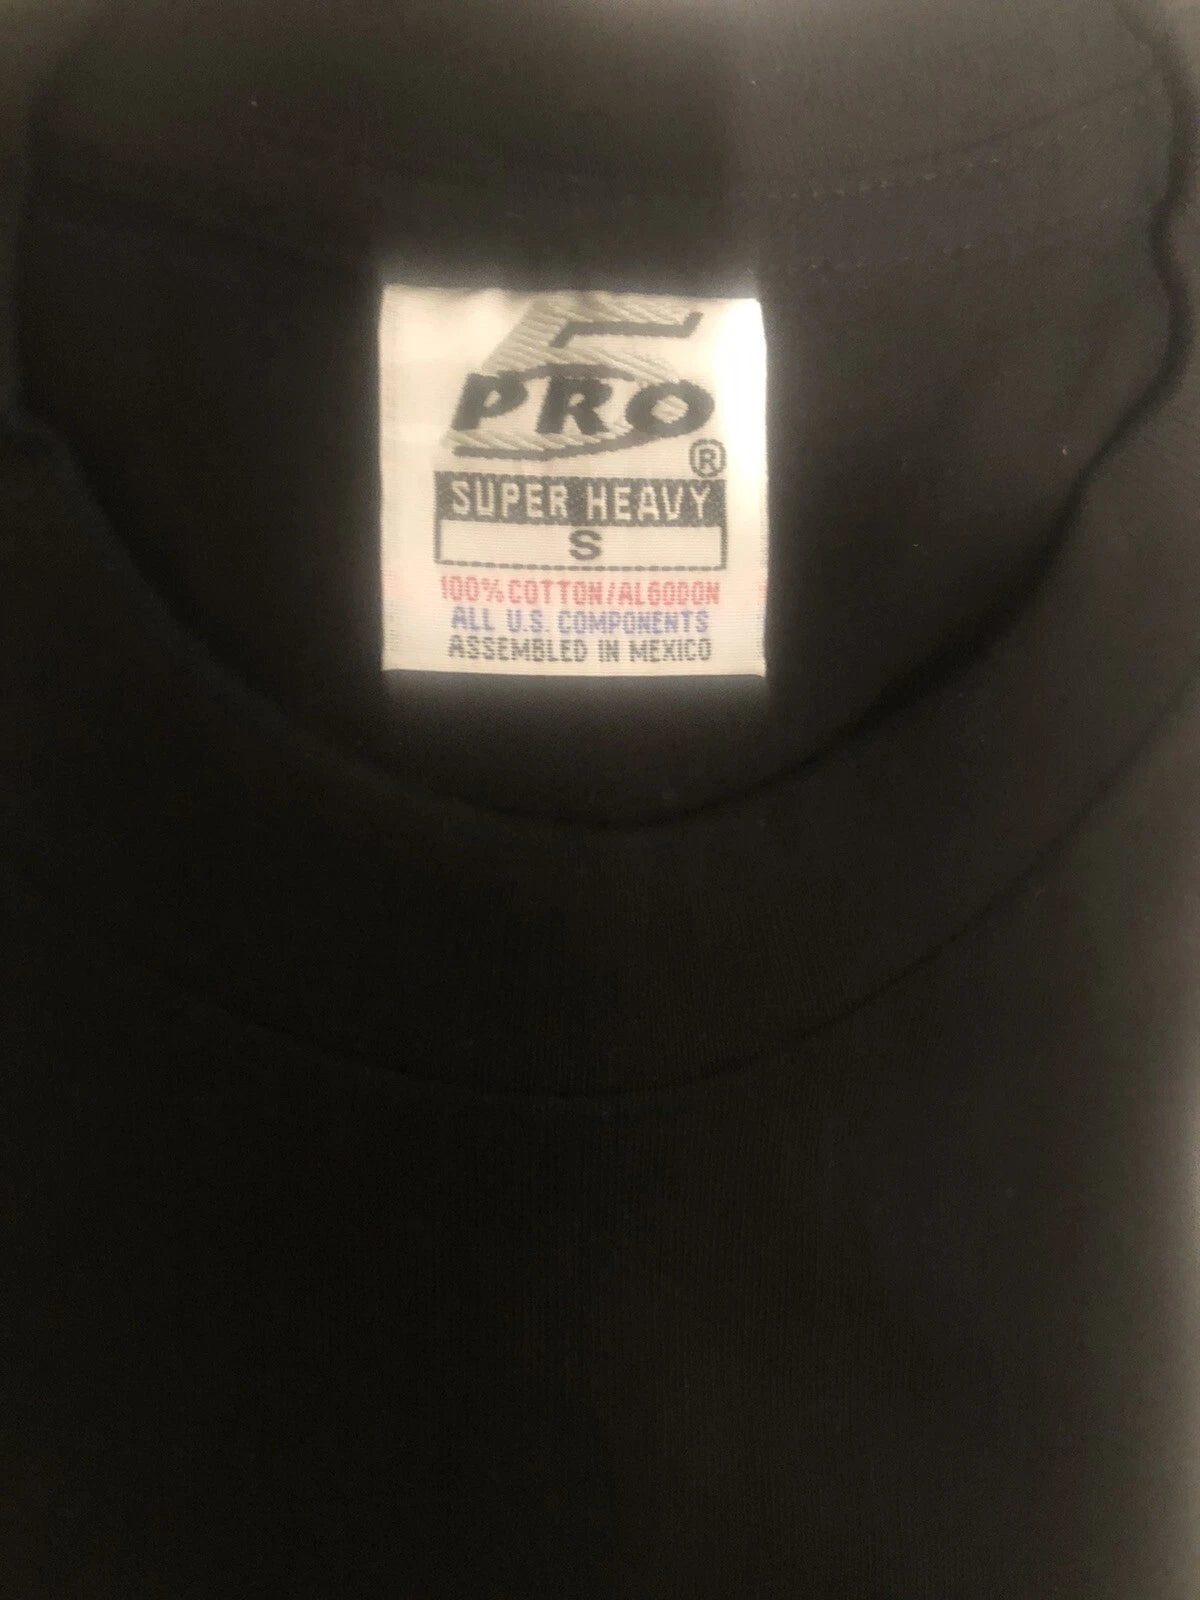 PRO
®
SUPER HEAVY
S
100% COTTON/ALGODON
ALL U.S. COMPONENTS
ASSEMBLED IN MEXICO